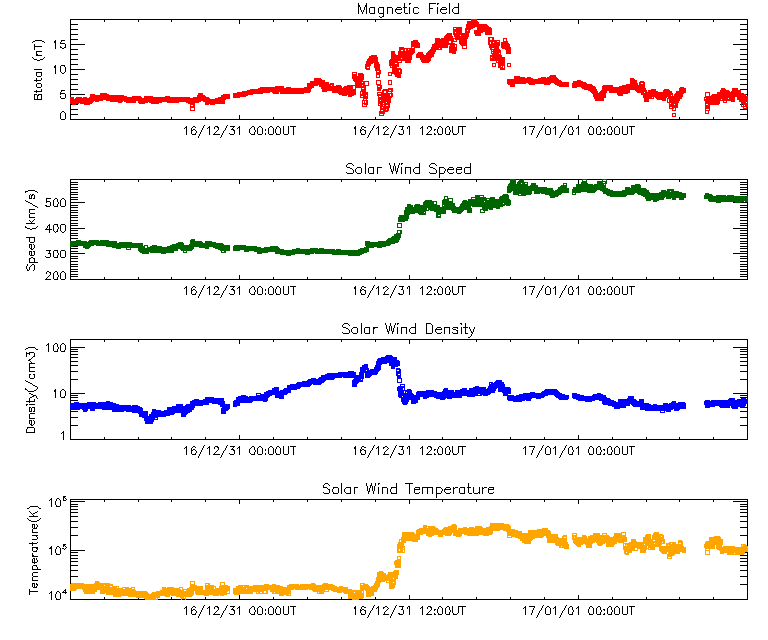 Magnetic Field
Btotal (nT)
15
10
5
0
16/12/31 00:00UT 16/12/31 12:00UT 17/01/01 00:00UT
Solar Wind Speed
Speed (km/s)
500
400
300
200
16/12/31 00:00UT 16/12/31 12:00UT 17/01/01 00:00UT
Solar Wind Density
Density(/cm^3)
100
10
1
16/12/31 00:00UT 16/12/31 12:00UT 17/01/01 00:00UT
Solar Wind Temperature
Temperature(K)
10⁶
10⁵
10⁴
16/12/31 00:00UT 16/12/31 12:00UT 17/01/01 00:00UT